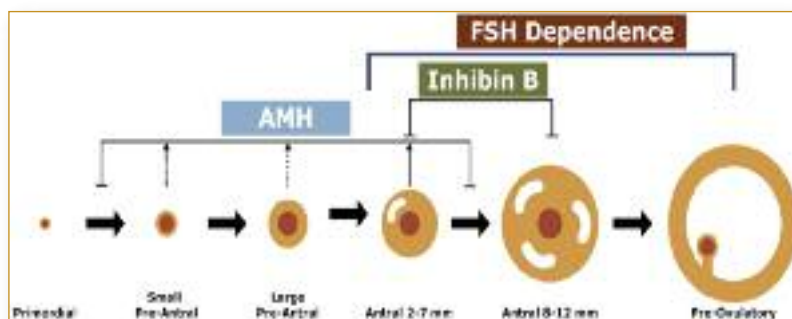 FSH Dependence
Inhibin B
AMH
Primordial
Small
Pre-Antral
Large
Pre-Antral
Antral 2-7 mm
Antral 8-12 mm
Pre-Ovulatory